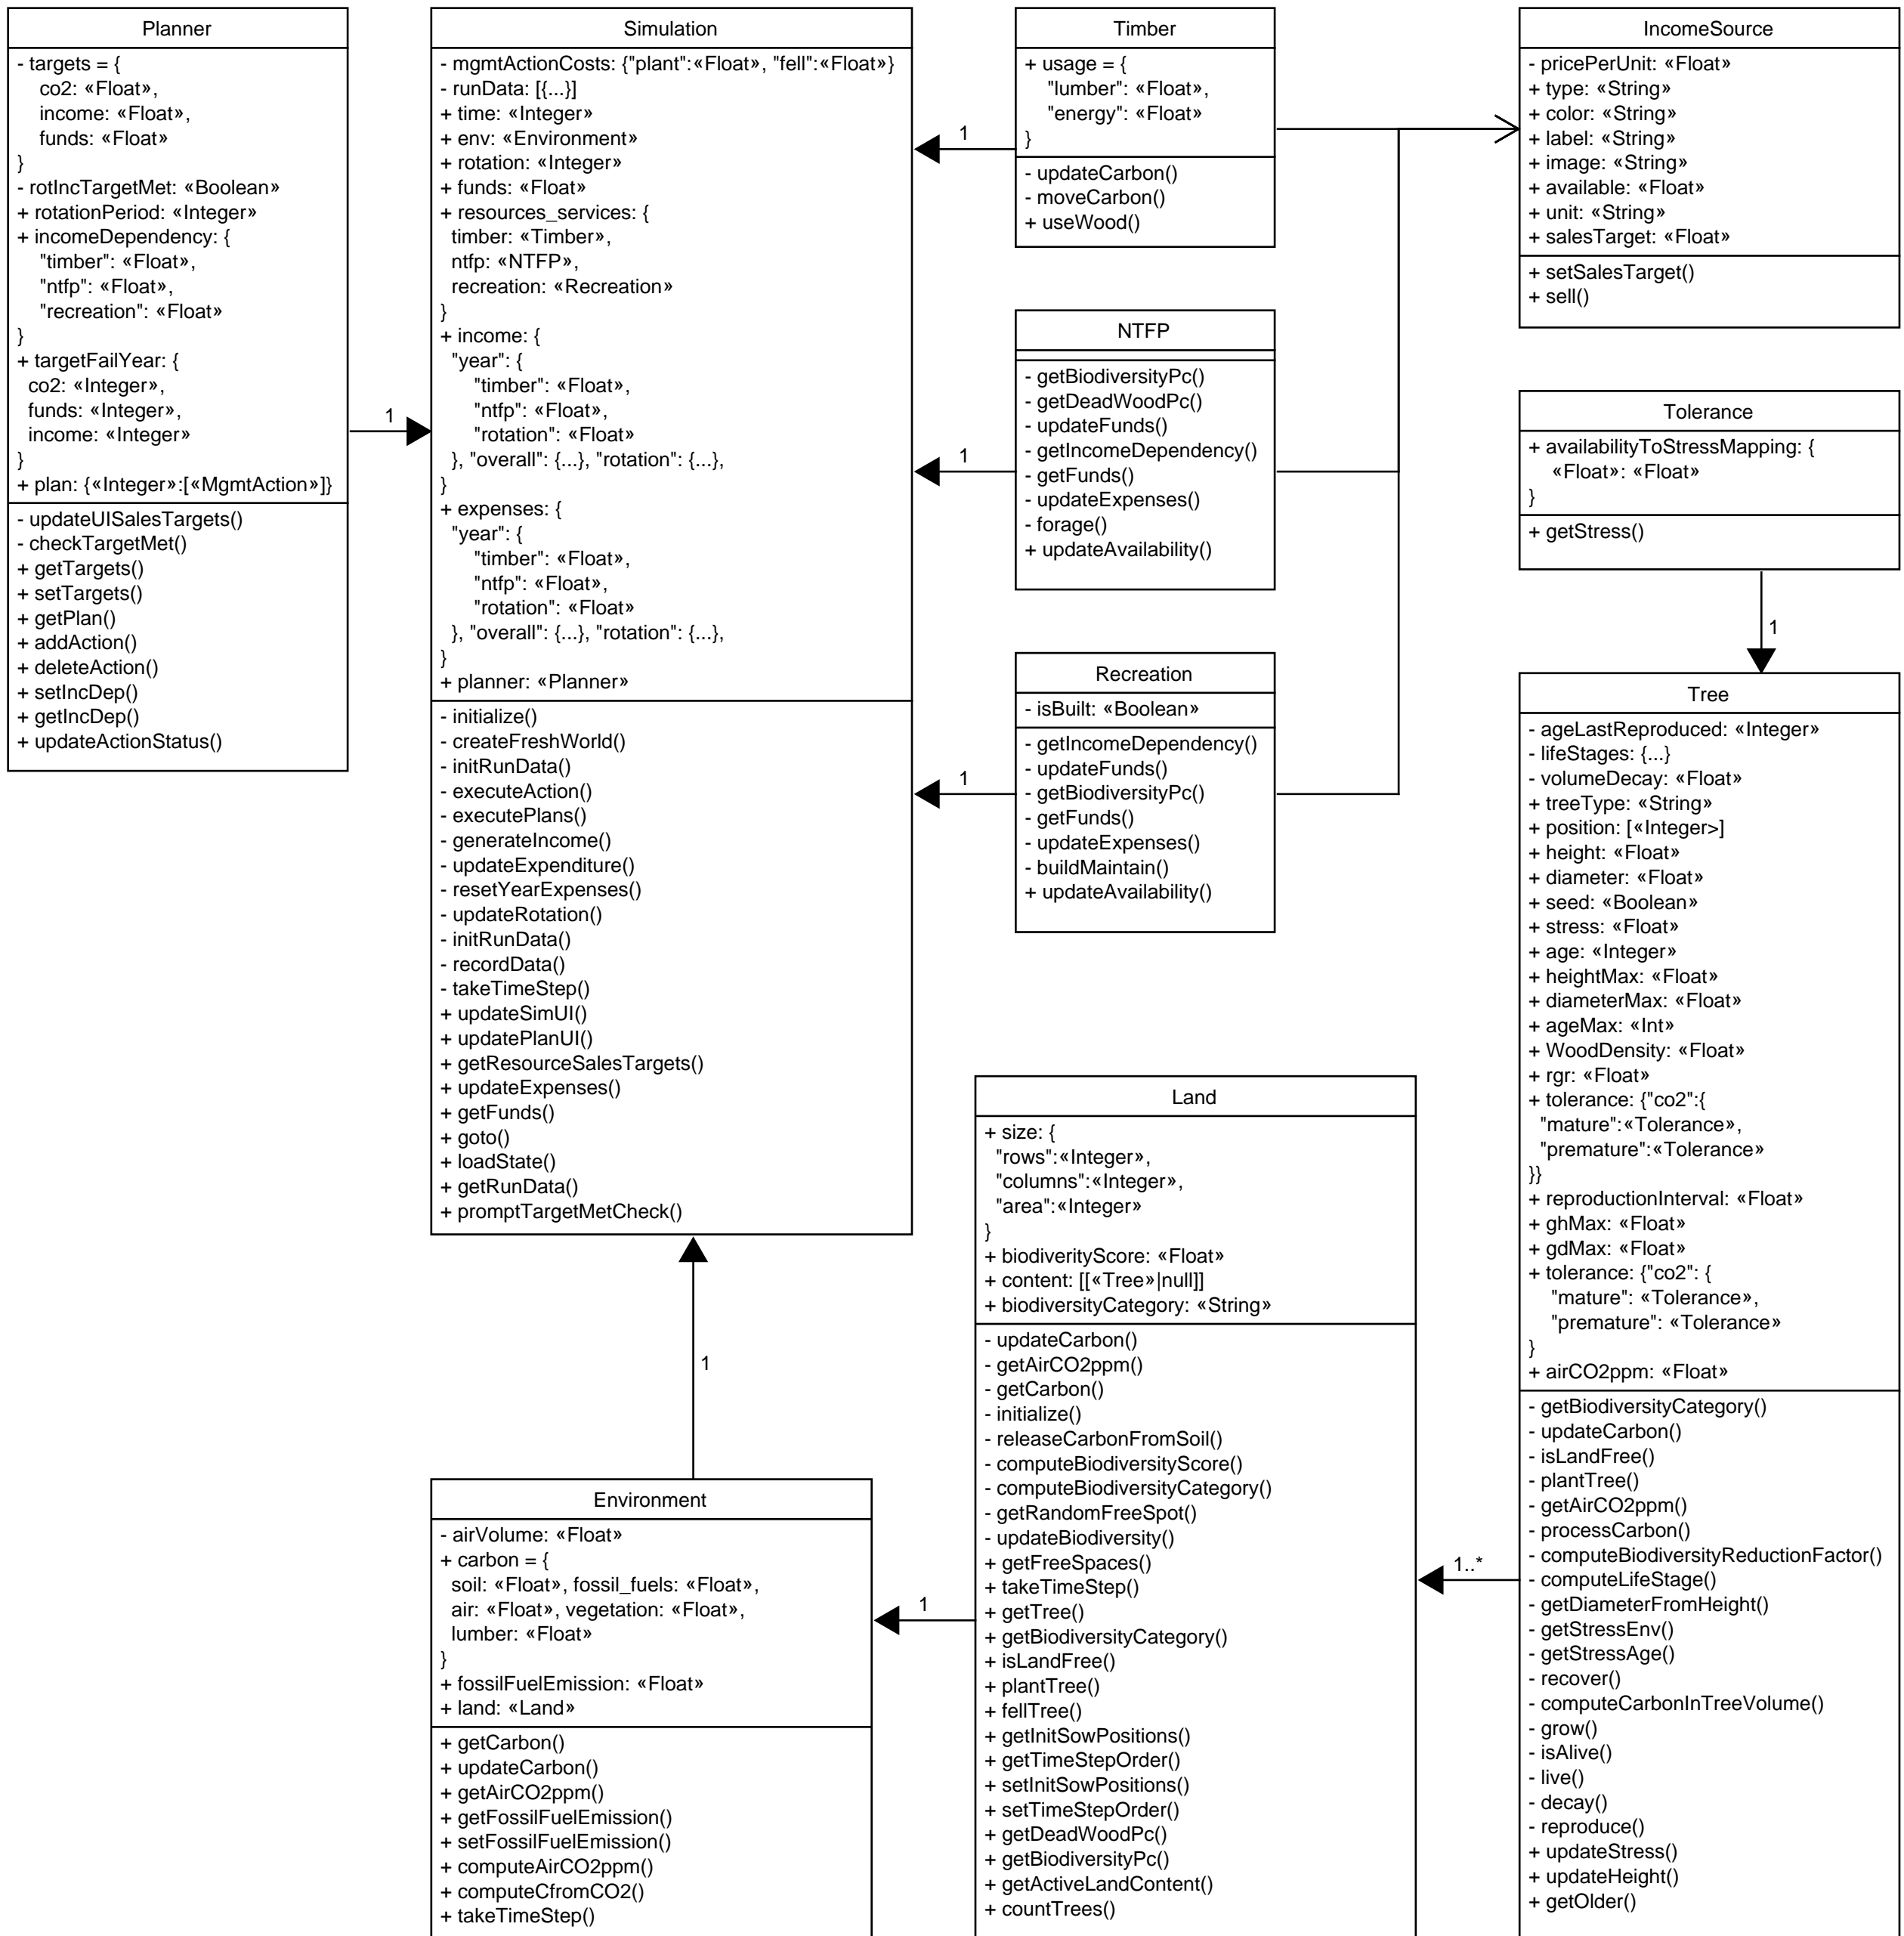 Planner
- targets = {
co2: «Float»,
income: «Float»,
funds: «Float»
}
- rotIncTargetMet: «Boolean»
+ rotationPeriod: «Integer»
+ incomeDependency: {
"timber": «Float»,
"ntfp": «Float»,
"recreation": «Float»
}
+ targetFailYear: {
co2: «Integer»,
funds: «Integer»,
income: «Integer»
}
+ plan: {«Integer»:[«MgmtAction»]}
- updateUISalesTargets()
- checkTargetMet()
+ getTargets()
+ setTargets()
+ getPlan()
+ addAction()
+ deleteAction()
+ setIncDep()
+ getIncDep()
+ updateActionStatus()
1
Simulation
- mgmtActionCosts: {"plant":«Float», "fell":«Float»}
- runData: [{...}]
+ time: «Integer»
+ env: «Environment»
+ rotation: «Integer»
+ funds: «Float»
+ resources_services: {
timber: «Timber»,
ntfp: «NTFP»,
recreation: «Recreation»
}
+ income: {
"year": {
"timber": «Float»,
"ntfp": «Float»,
"rotation": «Float»
}, "overall": {...}, "rotation": {...},
}
+ expenses: {
"year": {
"timber": «Float»,
"ntfp": «Float»,
"rotation": «Float»
}, "overall": {...}, "rotation": {...},
}
+ planner: «Planner»
- initialize()
- createFreshWorld()
- initRunData()
- executeAction()
- executePlans()
- generateIncome()
- updateExpenditure()
- resetYearExpenses()
- updateRotation()
- initRunData()
- recordData()
- takeTimeStep()
+ updateSimUI()
+ updatePlanUI()
+ getResourceSalesTargets()
+ updateExpenses()
+ getFunds()
+ goto()
+ loadState()
+ getRunData()
+ promptTargetMetCheck()
1
1
1
1
Timber
+ usage = {
"lumber": «Float»,
"energy": «Float»
}
- updateCarbon()
- moveCarbon()
+ useWood()
NTFP
- getBiodiversityPc()
- getDeadWoodPc()
- updateFunds()
- getIncomeDependency()
- getFunds()
- updateExpenses()
- forage()
+ updateAvailability()
Recreation
- isBuilt: «Boolean»
- getIncomeDependency()
- updateFunds()
- getBiodiversityPc()
- getFunds()
- updateExpenses()
- buildMaintain()
+ updateAvailability()
IncomeSource
- pricePerUnit: «Float»
+ type: «String»
+ color: «String»
+ label: «String»
+ image: «String»
+ available: «Float»
+ unit: «String»
+ salesTarget: «Float»
+ setSalesTarget()
+ sell()
Tolerance
+ availabilityToStressMapping: {
«Float»: «Float»
}
+ getStress()
1
Tree
- ageLastReproduced: «Integer»
- lifeStages: {...}
- volumeDecay: «Float»
+ treeType: «String»
+ position: [«Integer>]
+ height: «Float»
+ diameter: «Float»
+ seed: «Boolean»
+ stress: «Float»
+ age: «Integer»
+ heightMax: «Float»
+ diameterMax: «Float»
+ ageMax: «Int»
+ WoodDensity: «Float»
+ rgr: «Float»
+ tolerance: {"co2":{
"mature":«Tolerance»,
"premature":«Tolerance»
}}
+ reproductionInterval: «Float»
+ ghMax: «Float»
+ gdMax: «Float»
+ tolerance: {"co2": {
"mature": «Tolerance»,
"premature": «Tolerance»
}
+ airCO2ppm: «Float»
- getBiodiversityCategory()
- updateCarbon()
- isLandFree()
- plantTree()
- getAirCO2ppm()
- processCarbon()
- computeBiodiversityReductionFactor()
- computeLifeStage()
- getDiameterFromHeight()
- getStressEnv()
- getStressAge()
- recover()
- computeCarbonInTreeVolume()
- grow()
- isAlive()
- live()
- decay()
- reproduce()
+ updateStress()
+ updateHeight()
+ getOlder()
1..*
Land
+ size: {
"rows":«Integer»,
"columns":«Integer»,
"area":«Integer»
}
+ biodiverityScore: «Float»
+ content: [[«Tree»|null]]
+ biodiversityCategory: «String»
- updateCarbon()
- getAirCO2ppm()
- getCarbon()
- initialize()
- releaseCarbonFromSoil()
- computeBiodiversityScore()
- computeBiodiversityCategory()
- getRandomFreeSpot()
- updateBiodiversity()
+ getFreeSpaces()
+ takeTimeStep()
+ getTree()
+ getBiodiversityCategory()
+ isLandFree()
+ plantTree()
+ fellTree()
+ getInitSowPositions()
+ getTimeStepOrder()
+ setInitSowPositions()
+ setTimeStepOrder()
+ getDeadWoodPc()
+ getBiodiversityPc()
+ getActiveLandContent()
+ countTrees()
1
Environment
- airVolume: «Float»
+ carbon = {
soil: «Float», fossil_fuels: «Float»,
air: «Float», vegetation: «Float»,
lumber: «Float»
}
+ fossilFuelEmission: «Float»
+ land: «Land»
+ getCarbon()
+ updateCarbon()
+ getAirCO2ppm()
+ getFossilFuelEmission()
+ setFossilFuelEmission()
+ computeAirCO2ppm()
+ computeCfromCO2()
+ takeTimeStep()